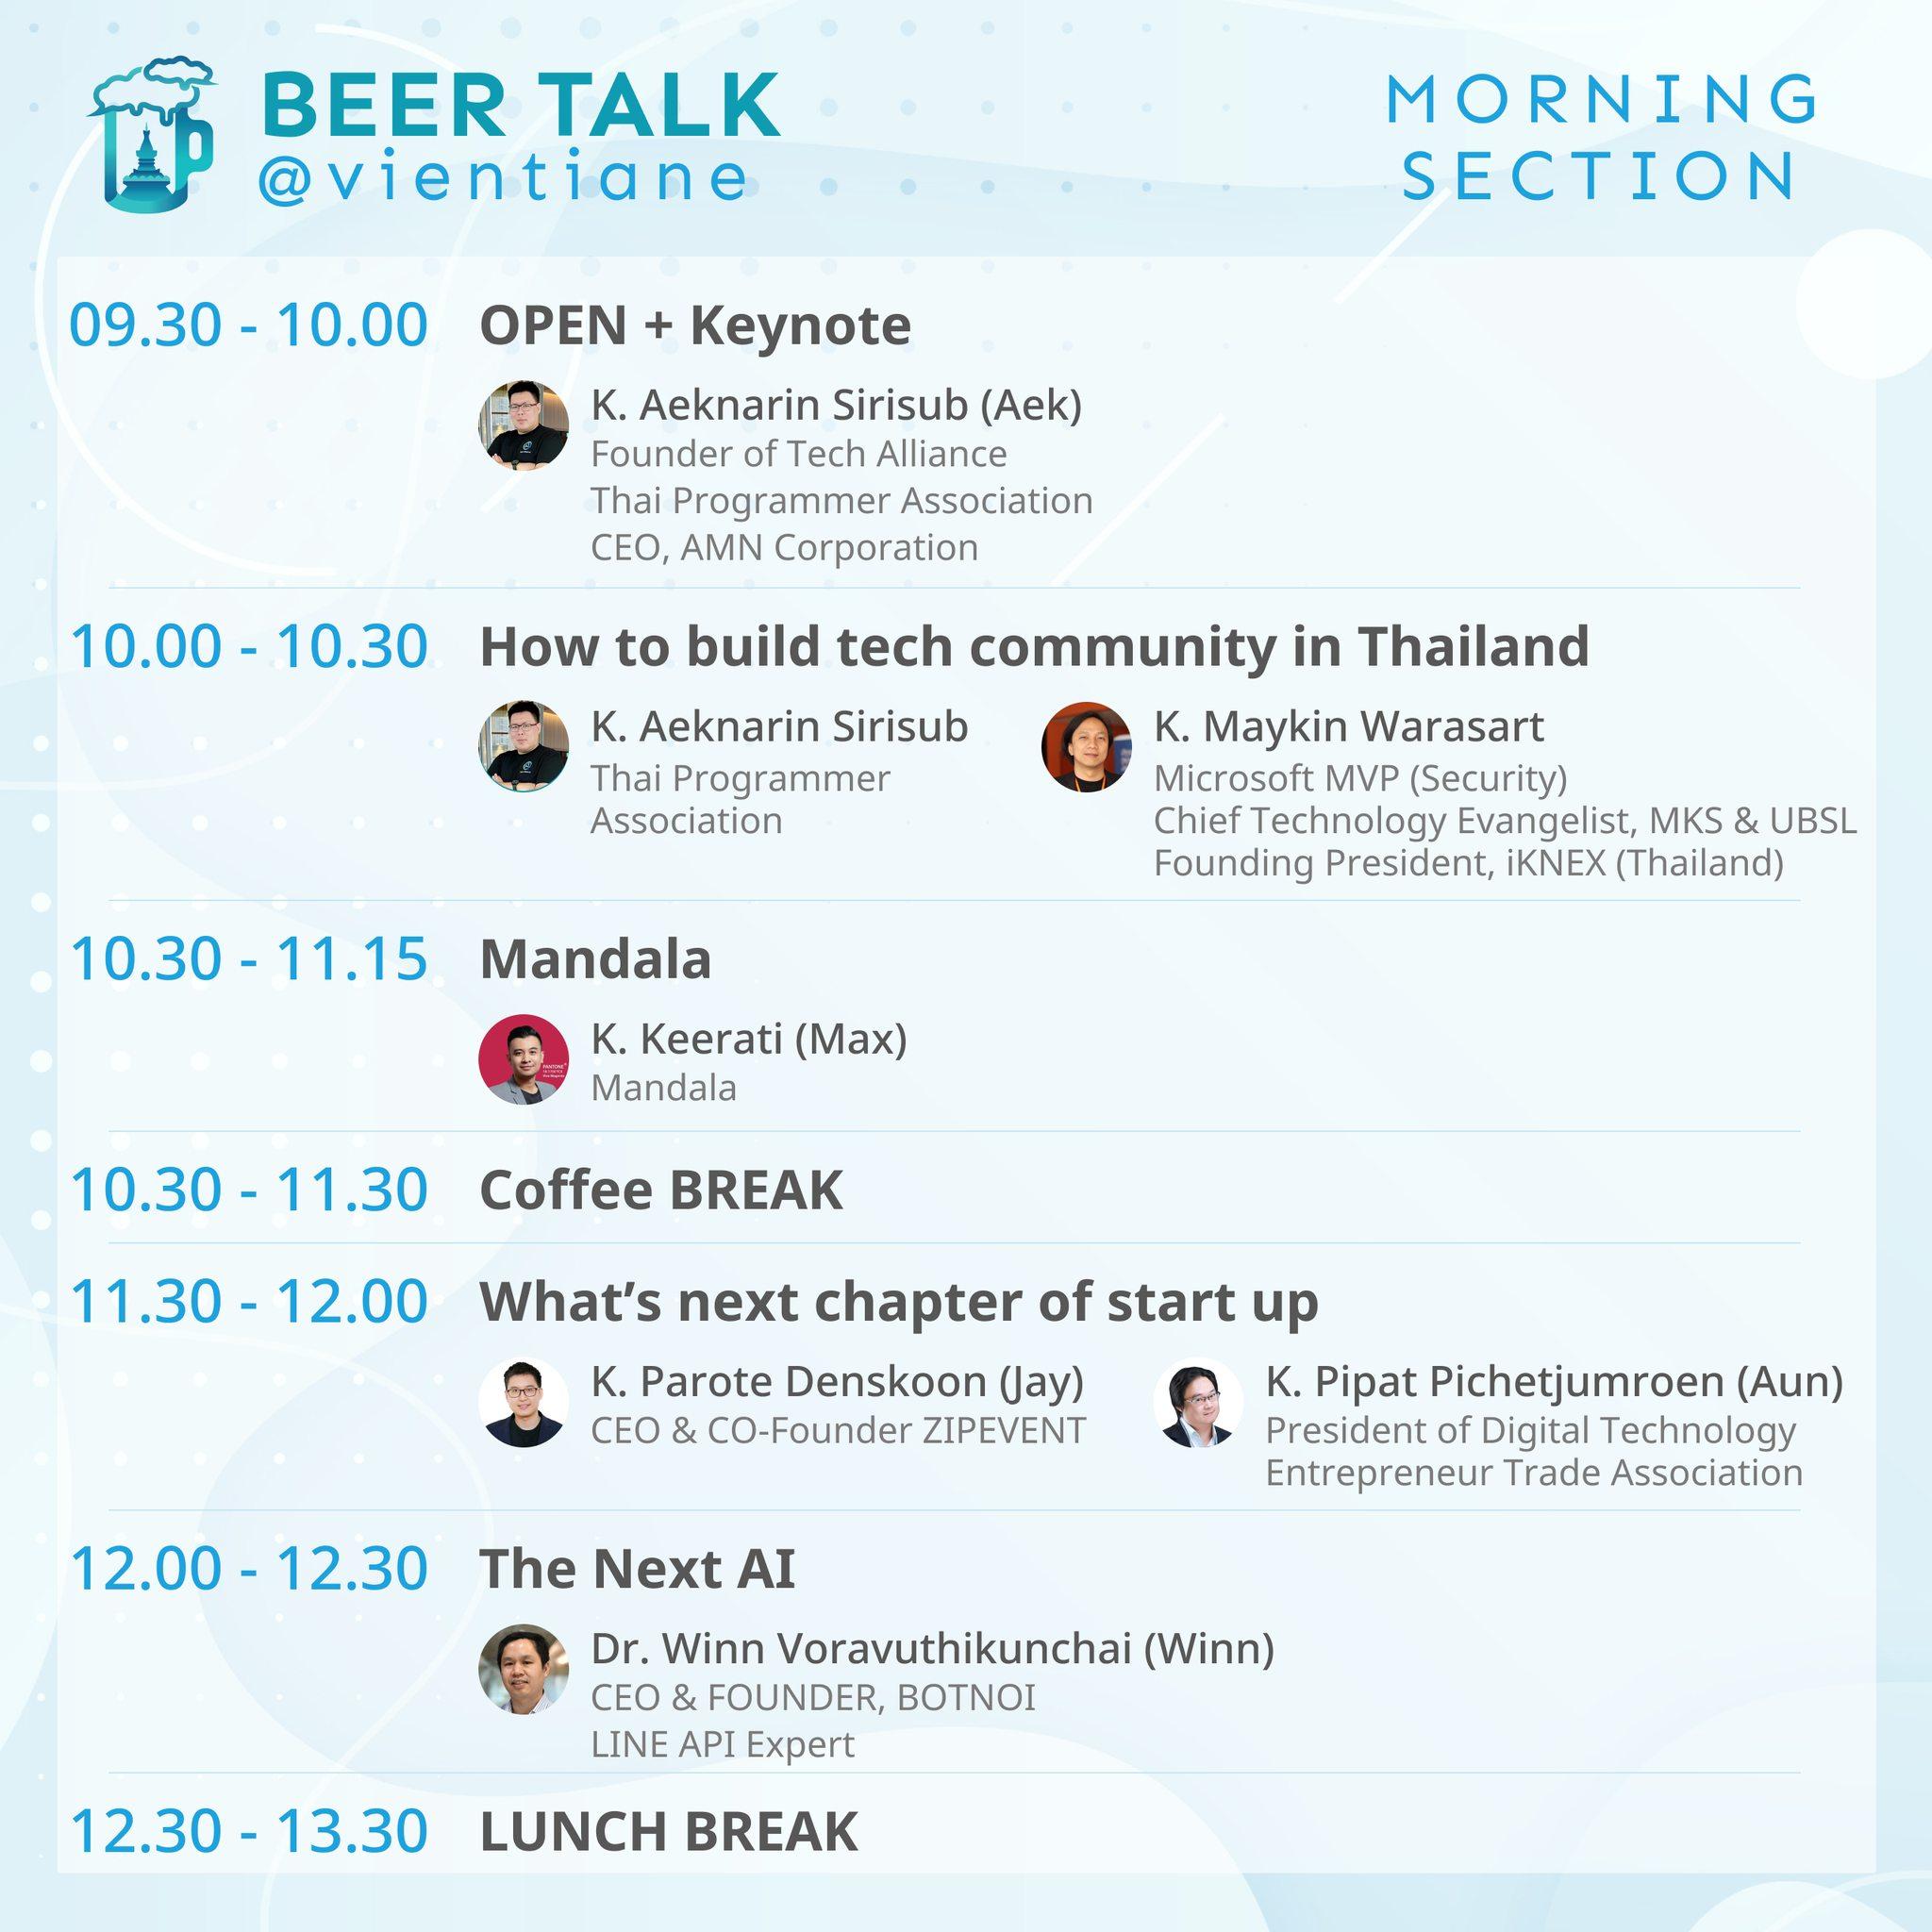 BEER TALK
@vientiane
MORNING
SECTION
09.30 - 10.00
OPEN + Keynote
K. Aeknarin Sirisub (Aek)
Founder of Tech Alliance
Thai Programmer Association
CEO, AMN Corporation
10.00 - 10.30
How to build tech community in Thailand
K. Aeknarin Sirisub
Thai Programmer
Association
K. Maykin Warasart
Microsoft MVP (Security)
Chief Technology Evangelist, MKS & UBSL
Founding President, iKNEX (Thailand)
10.30 - 11.15
Mandala
K. Keerati (Max)
Mandala
PANTONE
10.30 - 11.30
Coffee BREAK
11.30 - 12.00
What’s next chapter of start up
K. Parote Denskoon (Jay)
CEO & CO-Founder ZIPEVENT
K. Pipat Pichetjumroen (Aun)
President of Digital Technology
Entrepreneur Trade Association
12.00 - 12.30
The Next AI
Dr. Winn Voravuthikunchai (Winn)
CEO & FOUNDER, BOTNOI
LINE API Expert
12.30 - 13.30
LUNCH BREAK